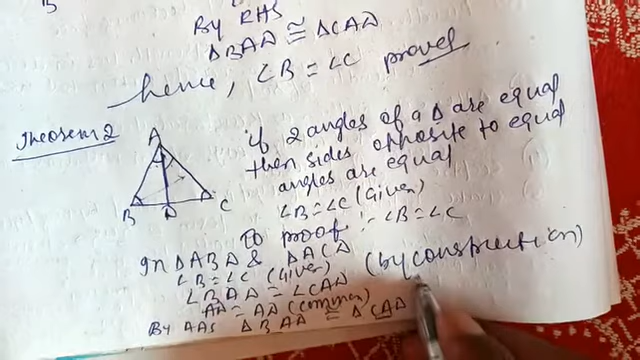 B
By RHS
ΔBAD ≅ ΔCAD
hence, ∠B = ∠C proved
Theorem 2
if 2 angles of a Δ are equal
then sides opposite to equal
angles are equal
∠B = ∠C (Given)
To proof :- ∠B = ∠C
A
B
D
C
In ΔABD & ΔACD
∠B = ∠C (Given)
∠BAD = ∠CAD (by construction)
AD = AD (common)
By AAS ΔBAD ≅ ΔCAD